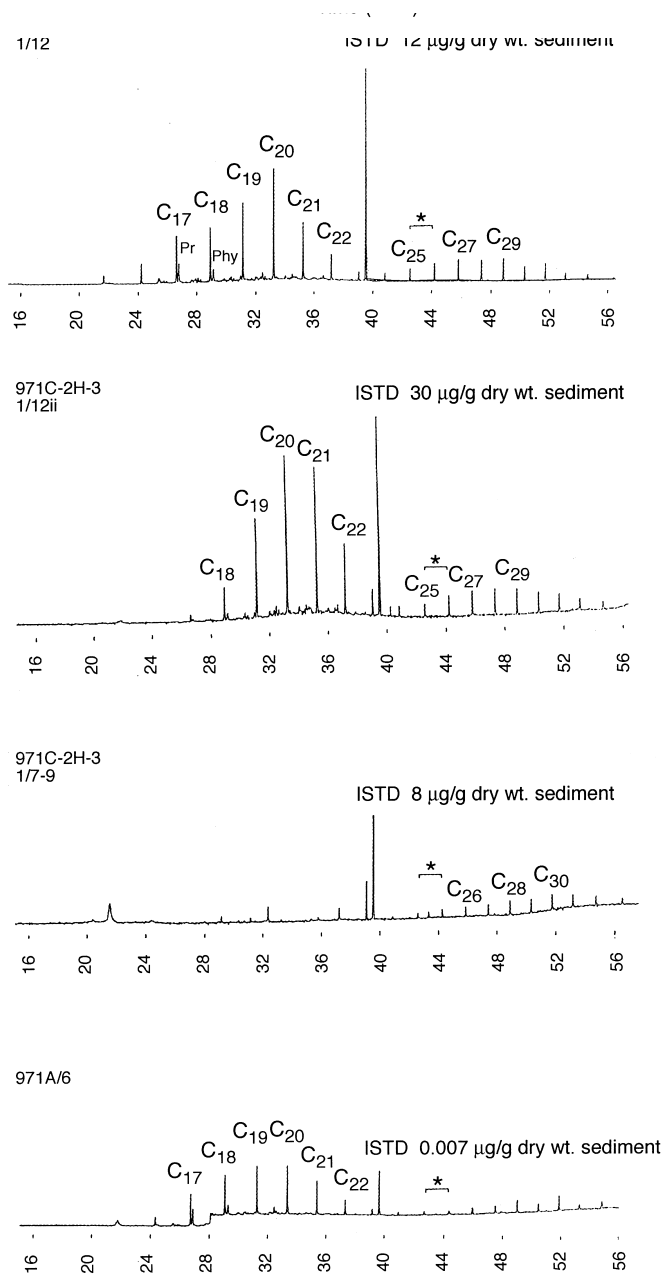 1/12
ISTD 12 µg/g dry wt. sediment
C20
C19
C18
C17
C21
Pr
Phy
C22
*
C25
C27
C29
16 20 24 28 32 36 40 44 48 52 56
971C-2H-3
1/12ii
ISTD 30 µg/g dry wt. sediment
C20
C21
C19
C22
C18
*
C25
C27
C29
16 20 24 28 32 36 40 44 48 52 56
971C-2H-3
1/7-9
ISTD 8 µg/g dry wt. sediment
*
C26
C28
C30
16 20 24 28 32 36 40 44 48 52 56
971A/6
C19
C20
ISTD 0.007 µg/g dry wt. sediment
C18
C21
C17
C22
*
16 20 24 28 32 36 40 44 48 52 56